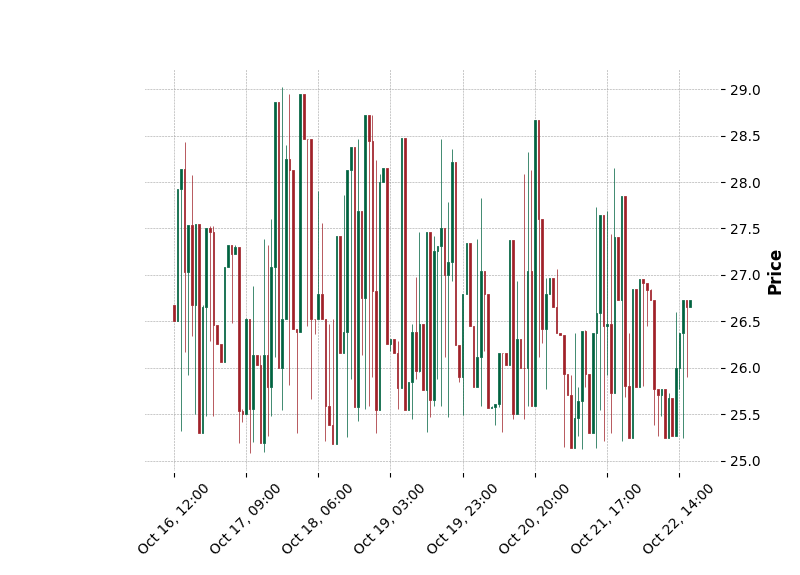 29.0
28.5
28.0
27.5
27.0
26.5
26.0
25.5
25.0
Price
Oct 16, 12:00
Oct 17, 09:00
Oct 18, 06:00
Oct 19, 03:00
Oct 19, 23:00
Oct 20, 20:00
Oct 21, 17:00
Oct 22, 14:00